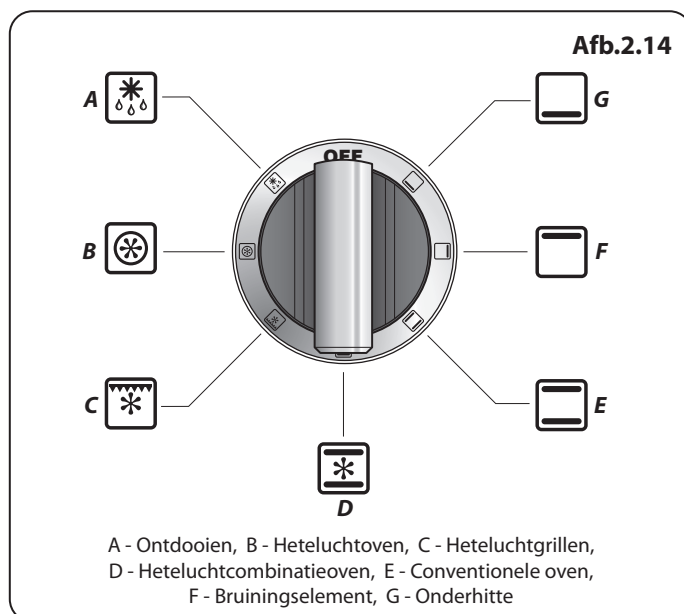 Afb.2.14
A
G
OFF
B
F
C
E
D
A - Ontdooien, B - Heteluchtoven, C - Heteluchtgrillen,
D - Heteluchtcombinatieoven, E - Conventionele oven,
F - Bruiningselement, G - Onderhitte